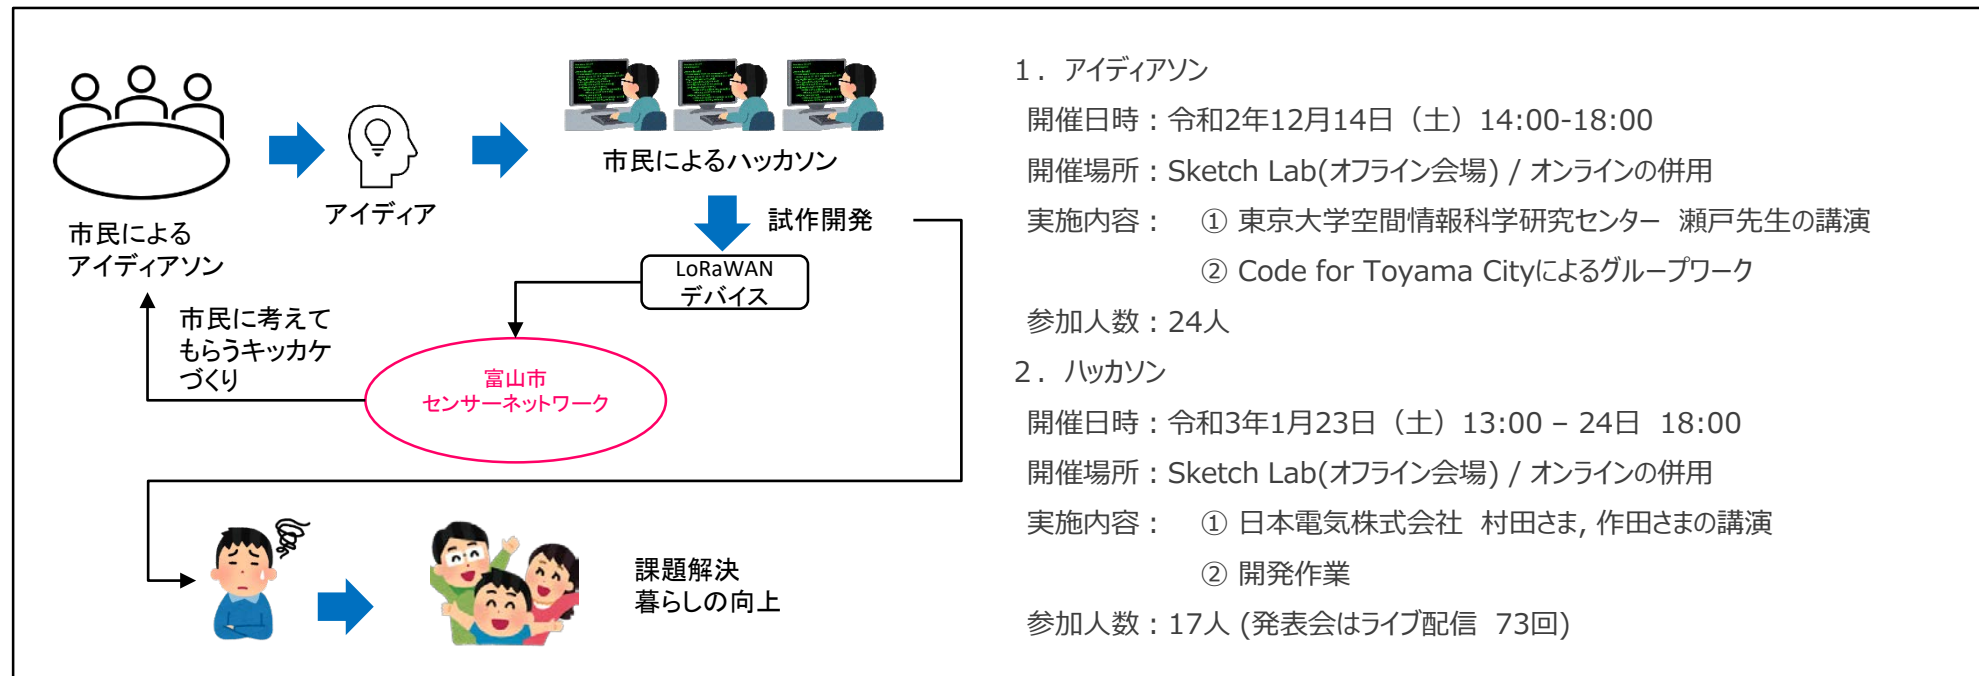 市民による
アイディアソン
アイディア
市民によるハッカソン
試作開発
LoRaWAN
デバイス
富山市
センサーネットワーク
市民に考えて
もらうキッカケ
づくり
課題解決
暮らしの向上
１．アイディアソン
開催日時：令和2年12月14日（土）14:00-18:00
開催場所：Sketch Lab(オフライン会場) / オンラインの併用
実施内容： ① 東京大学空間情報科学研究センター 瀬戸先生の講演
② Code for Toyama Cityによるグループワーク
参加人数：24人
２．ハッカソン
開催日時：令和3年1月23日（土）13:00 – 24日 18:00
開催場所：Sketch Lab(オフライン会場) / オンラインの併用
実施内容： ① 日本電気株式会社 村田さま, 作田さまの講演
② 開発作業
参加人数：17人 (発表会はライブ配信 73回)